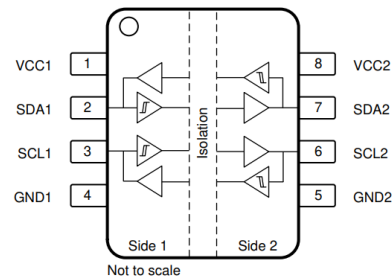 VCC1 1 8 VCC2
SDA1 2 7 SDA2
SCL1 3 6 SCL2
GND1 4 5 GND2
Isolation
Side 1 Side 2
Not to scale